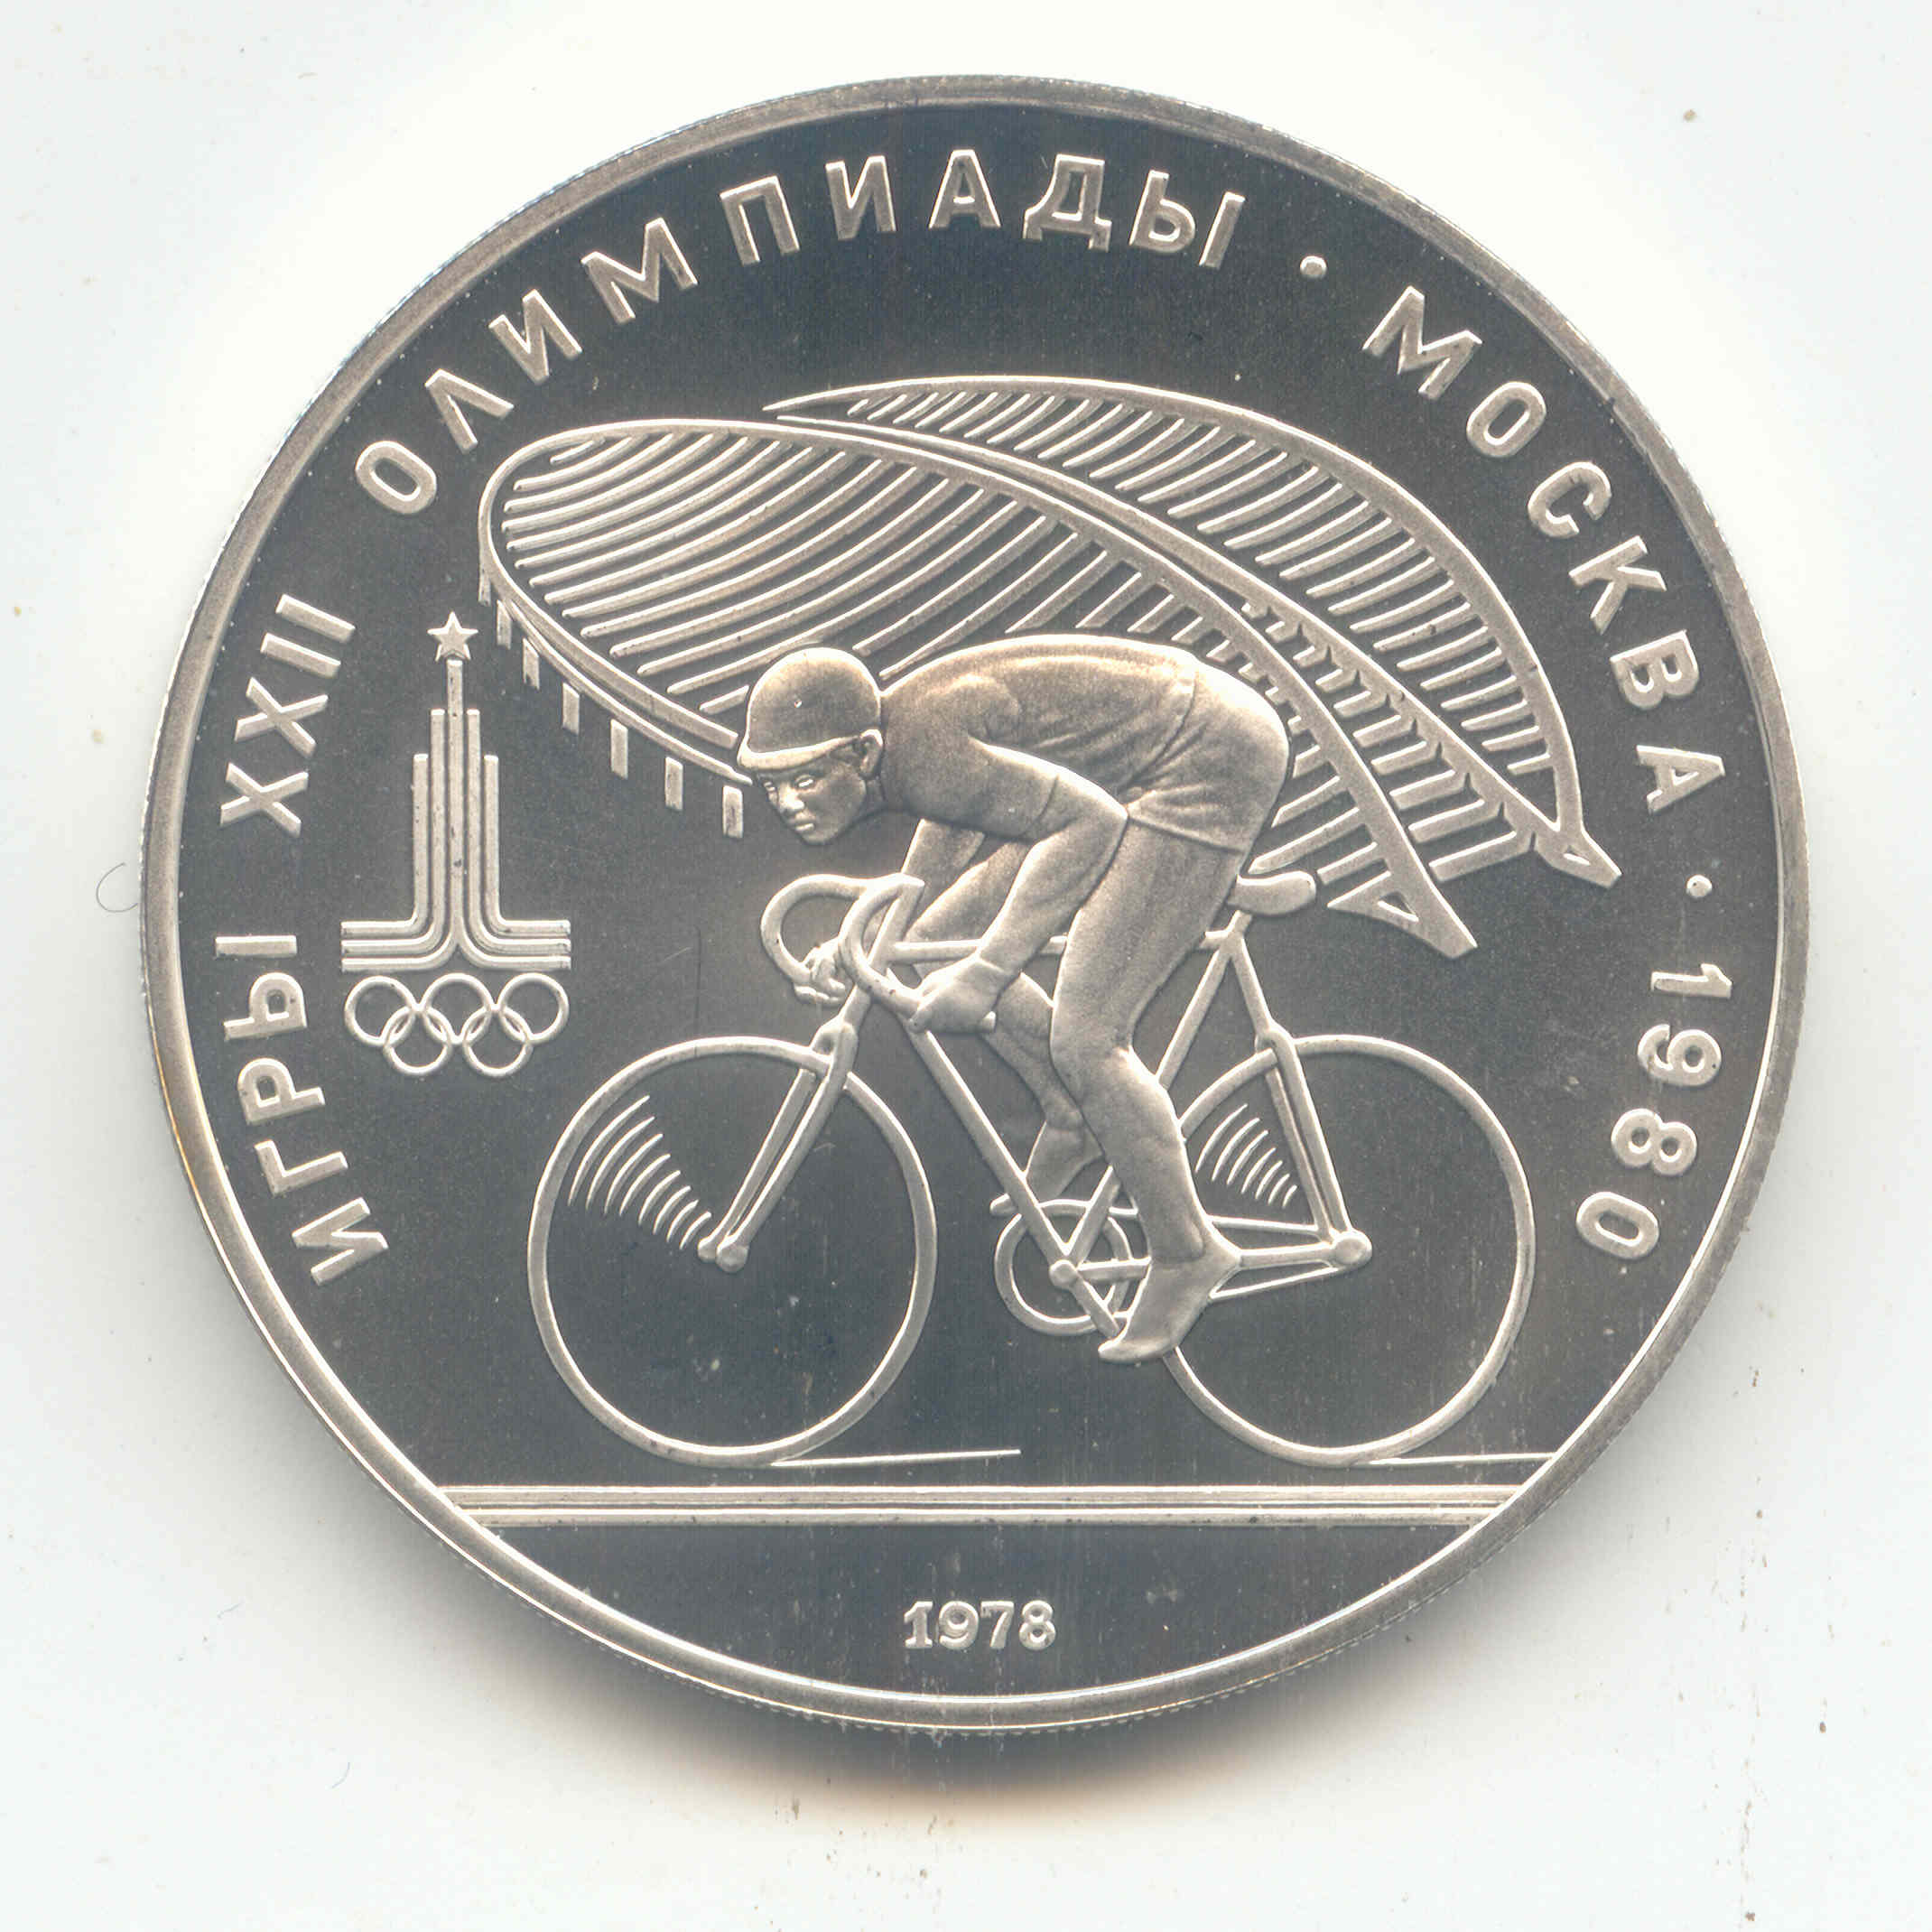 ИГРЫ XXII ОЛИМПИАДЫ · МОСКВА · 1980
1978